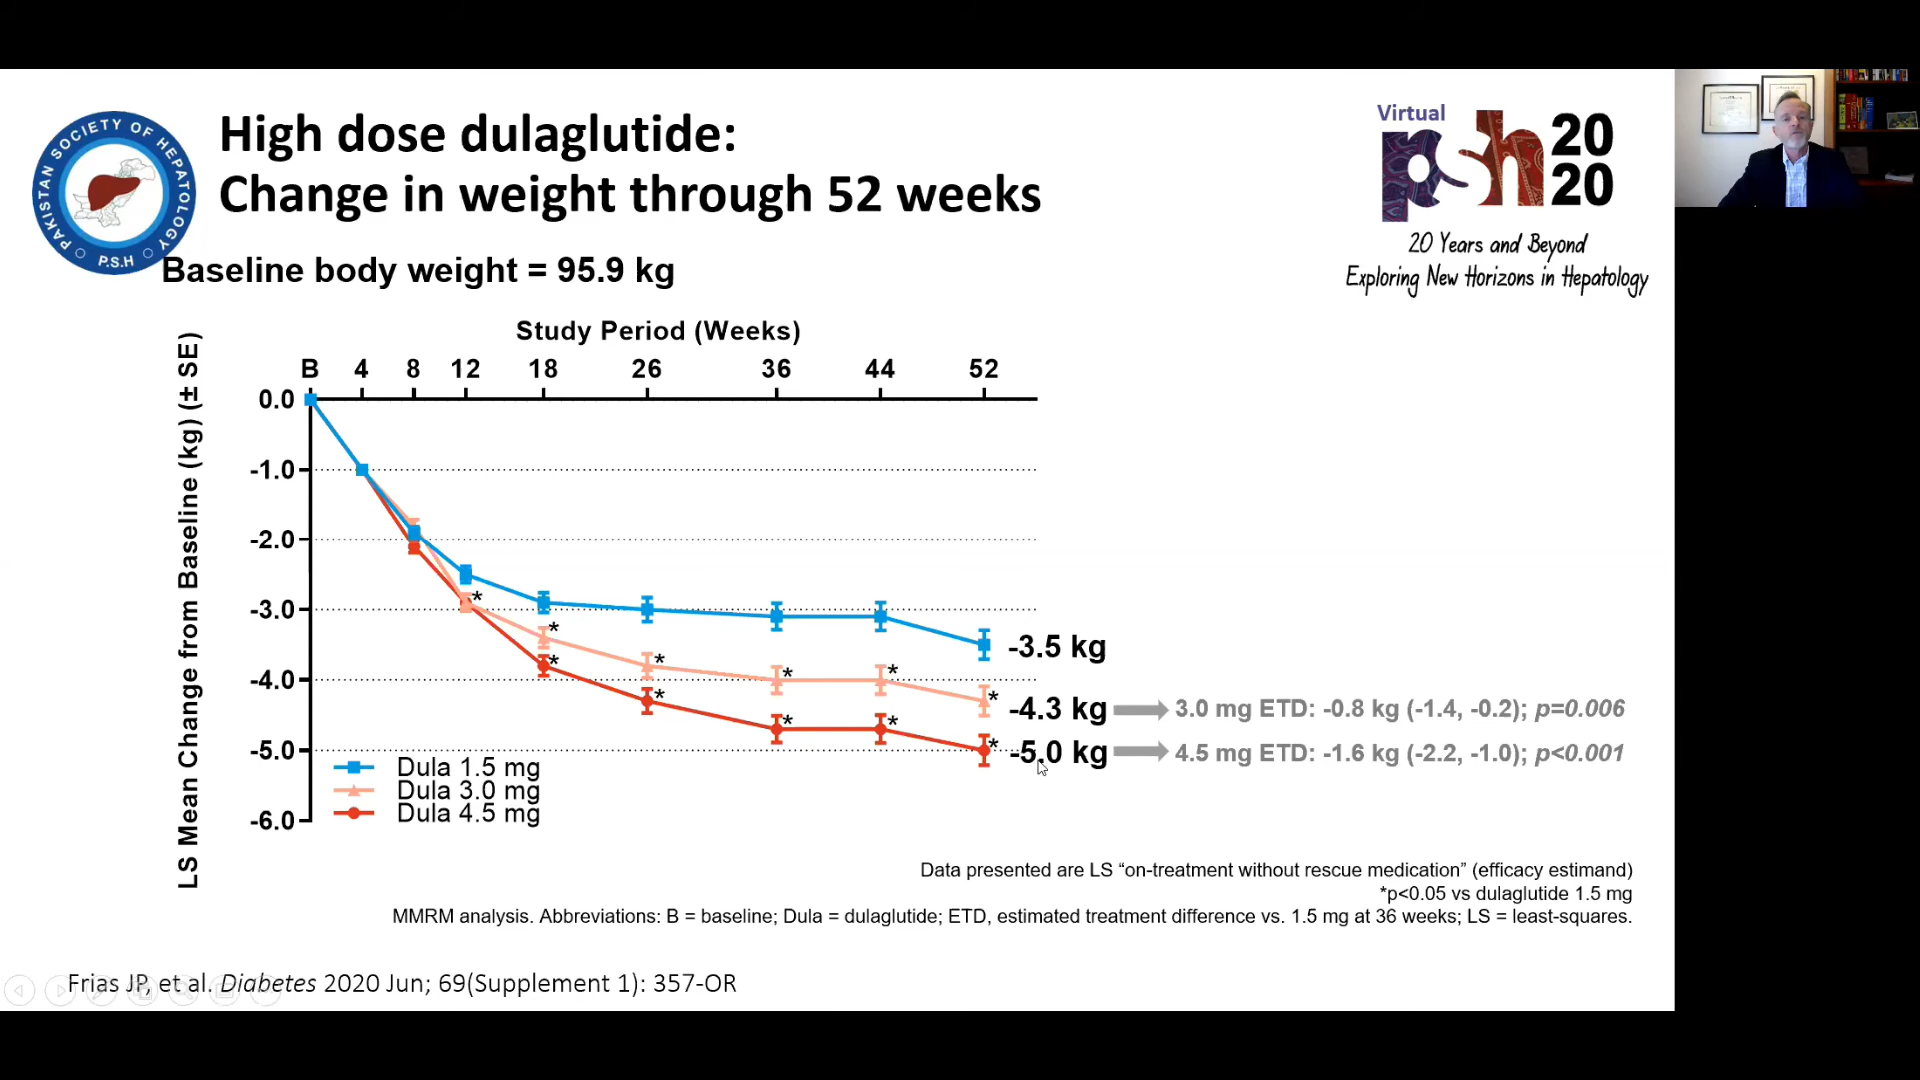 PAKISTAN SOCIETY OF HEPATOLOGY
P.S.H
High dose dulaglutide:
Change in weight through 52 weeks
Virtual
psh 20
20
20 Years and Beyond
Exploring New Horizons in Hepatology
Baseline body weight = 95.9 kg
Study Period (Weeks)
B 4 8 12 18 26 36 44 52
LS Mean Change from Baseline (kg) (± SE)
0.0
-1.0
-2.0
-3.0
-4.0
-5.0
-6.0
* * * * * * * * * * *
-3.5 kg
-4.3 kg 3.0 mg ETD: -0.8 kg (-1.4, -0.2); p=0.006
-5.0 kg 4.5 mg ETD: -1.6 kg (-2.2, -1.0); p<0.001
Dula 1.5 mg
Dula 3.0 mg
Dula 4.5 mg
Data presented are LS “on-treatment without rescue medication” (efficacy estimand)
*p<0.05 vs dulaglutide 1.5 mg
MMRM analysis. Abbreviations: B = baseline; Dula = dulaglutide; ETD, estimated treatment difference vs. 1.5 mg at 36 weeks; LS = least-squares.
Frias JP, et al. Diabetes 2020 Jun; 69(Supplement 1): 357-OR